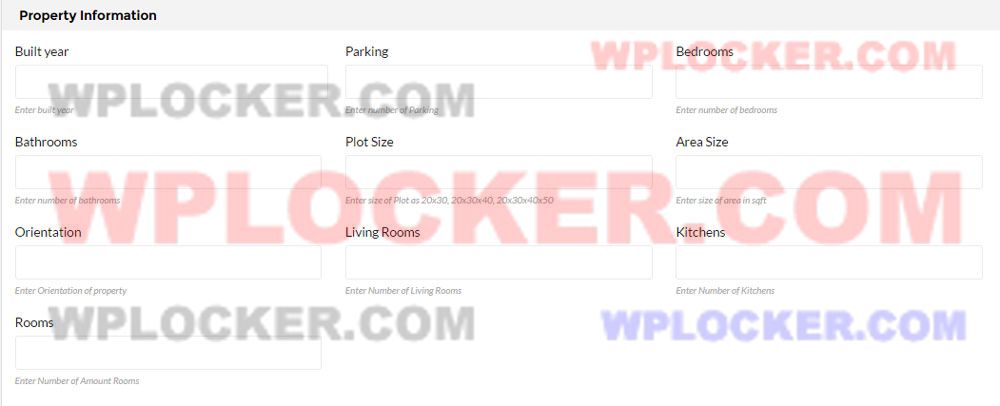 Property Information
Built year Parking Bedrooms
WPLOCKER.COM
WPLOCKER.COM
Enter built year Enter number of Parking Enter number of bedrooms
Bathrooms Plot Size Area Size
WPLOCKER.COM
Enter number of bathrooms Enter size of Plot as 20x30, 20x30x40, 20x30x40x50 Enter size of area in sqft
Orientation Living Rooms Kitchens
Enter Orientation of property Enter Number of Living Rooms Enter Number of Kitchens
Rooms
WPLOCKER.COM WPLOCKER.COM
Enter Number of Amount Rooms